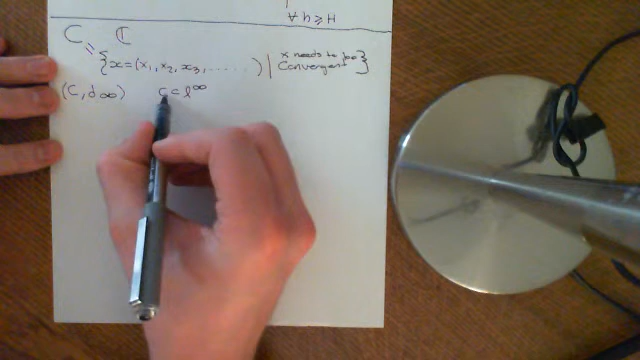 ∀ h ≥ H
C ℂ
{x = (x₁, x₂, x₃, ......) | x needs to be Convergent}
(C, d∞) C ⊂ l^∞